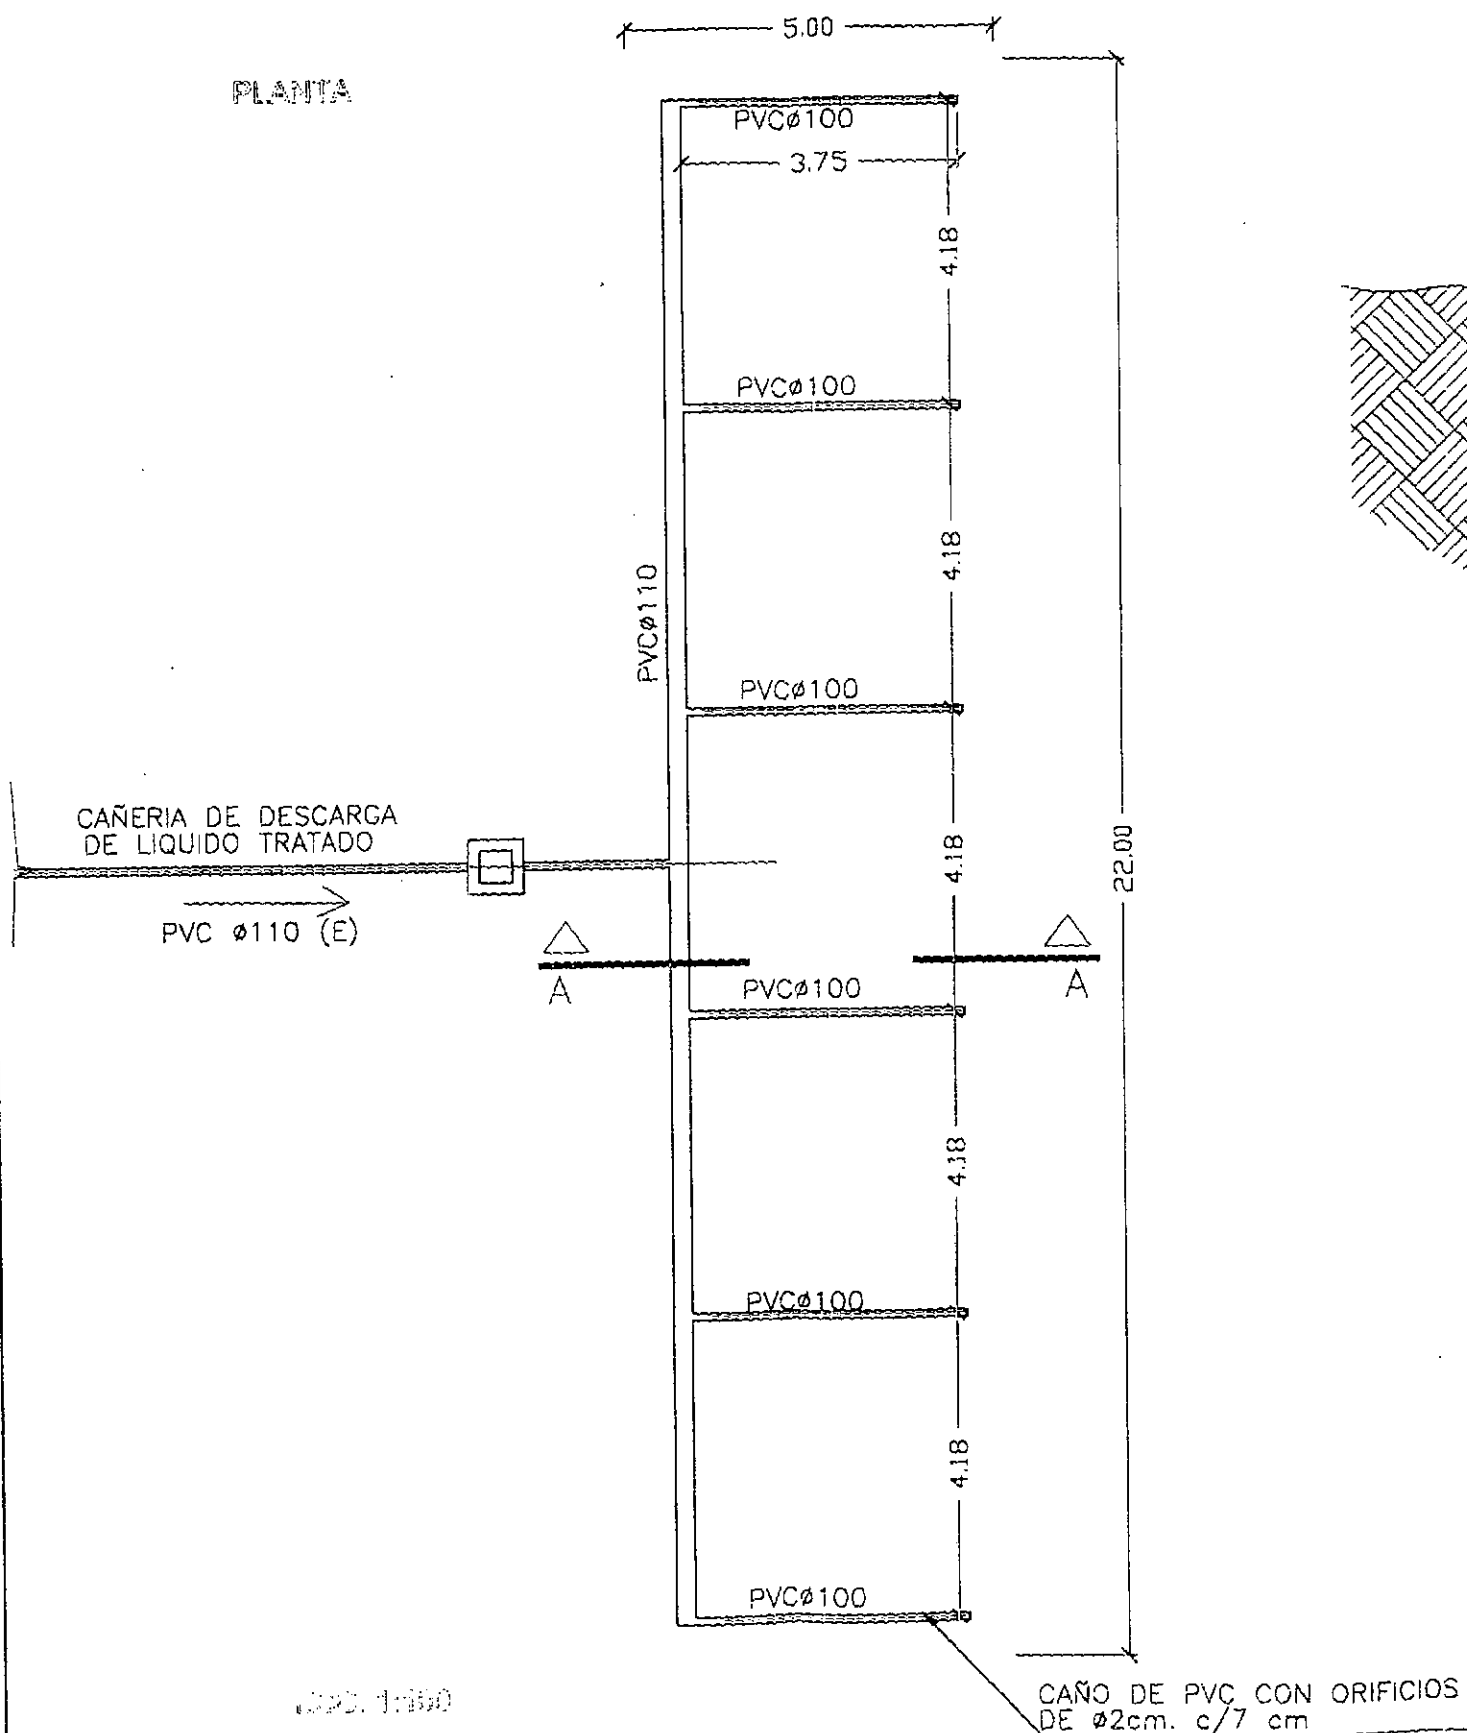 5.00
PLANTA
PVCø100
3.75
4.18
PVCø100
4.18
PVCø110
PVCø100
CAÑERIA DE DESCARGA
DE LIQUIDO TRATADO
4.18
22.00
PVC ø110 (E)
A
A
PVCø100
4.18
PVCø100
4.18
PVCø100
CAÑO DE PVC CON ORIFICIOS
DE ø2cm. c/7 cm
1:100